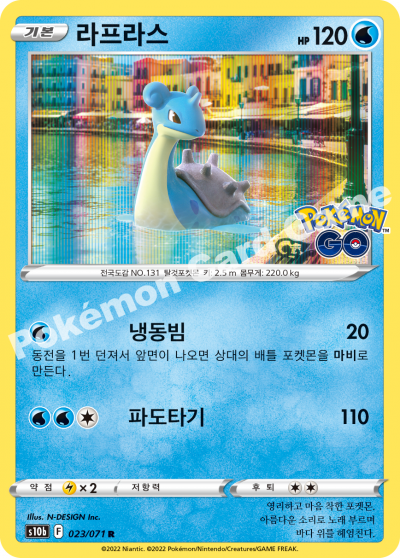 기본 라프라스 HP 120
Pokémon GO
전국도감 NO.131 탈것포켓몬 키 2.5m 몸무게: 220.0kg
Pokémon Card Game
냉동빔 20
동전을 1번 던져서 앞면이 나오면 상대의 배틀 포켓몬을 마비로
만든다.
파도타기 110
약점 ×2 저항력 후퇴
Illus. N-DESIGN Inc.
s10b F 023/071 R
영리하고 마음 착한 포켓몬.
아름다운 소리로 노래 부르며
바다 위를 헤엄친다.
©2022 Niantic. ©2022 Pokémon/Nintendo/Creatures/GAME FREAK.